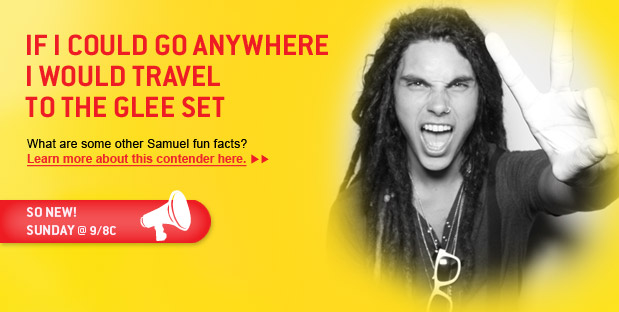 IF I COULD GO ANYWHERE
I WOULD TRAVEL
TO THE GLEE SET
What are some other Samuel fun facts?
Learn more about this contender here.
SO NEW!
SUNDAY @ 9/8C